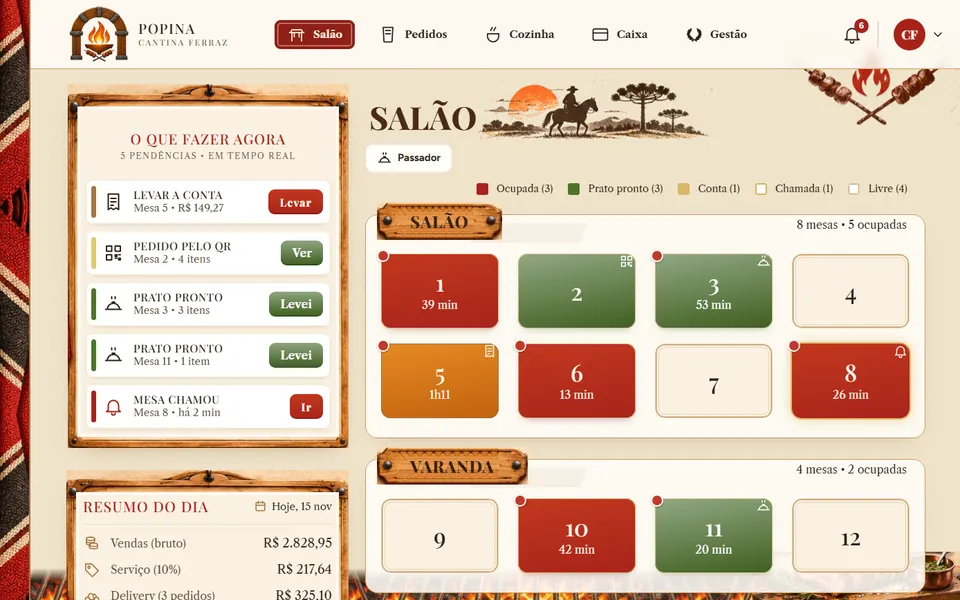 POPINA
CANTINA FERRAZ
Salão
Pedidos
Cozinha
Caixa
Gestão
6
CF
O QUE FAZER AGORA
5 PENDÊNCIAS • EM TEMPO REAL
LEVAR A CONTA
Mesa 5 • R$ 149,27
Levar
PEDIDO PELO QR
Mesa 2 • 4 itens
Ver
PRATO PRONTO
Mesa 3 • 3 itens
Levei
PRATO PRONTO
Mesa 11 • 1 item
Levei
MESA CHAMOU
Mesa 8 • há 2 min
Ir
RESUMO DO DIA
Hoje, 15 nov
Vendas (bruto)
R$ 2.828,95
Serviço (10%)
R$ 217,64
Delivery (3 pedidos)
R$ 325,10
SALÃO
Passador
Ocupada (3)
Prato pronto (3)
Conta (1)
Chamada (1)
Livre (4)
SALÃO
8 mesas • 5 ocupadas
1
39 min
2
3
53 min
4
5
1h11
6
13 min
7
8
26 min
VARANDA
4 mesas • 2 ocupadas
9
10
42 min
11
20 min
12